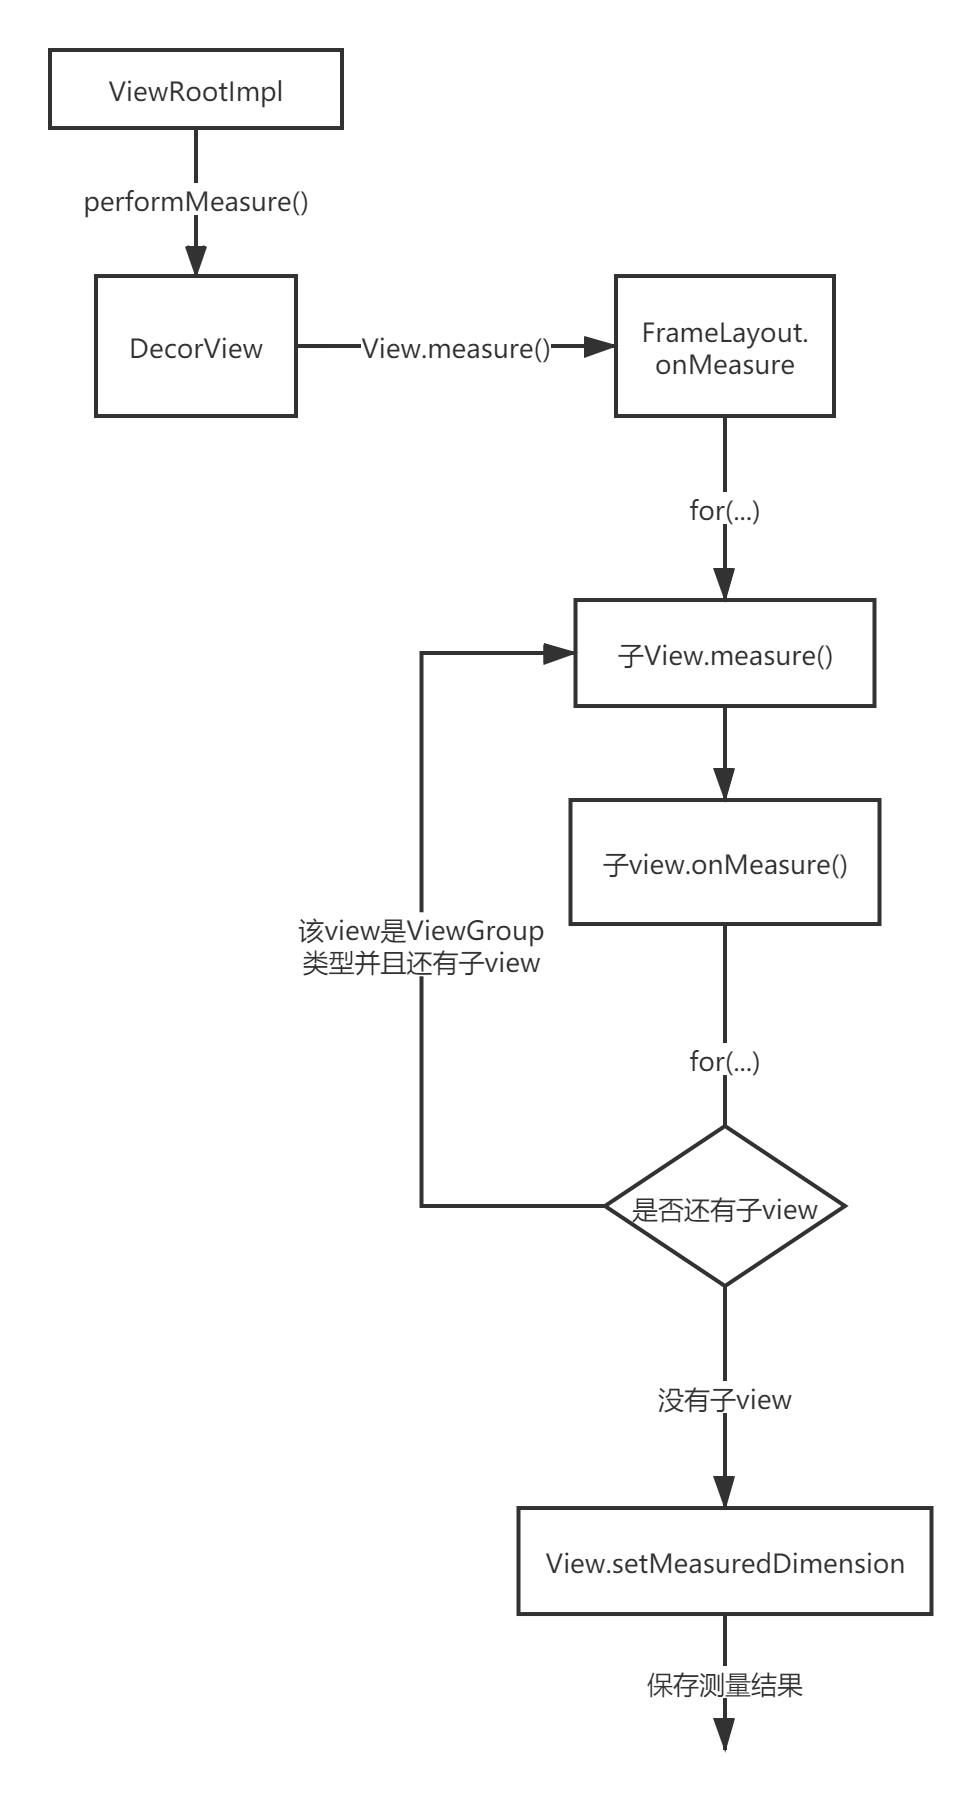 ViewRootImpl
performMeasure()
DecorView
View.measure()
FrameLayout.
onMeasure
for(...)
子View.measure()
子view.onMeasure()
该view是ViewGroup
类型并且还有子view
for(...)
是否还有子view
没有子view
View.setMeasuredDimension
保存测量结果